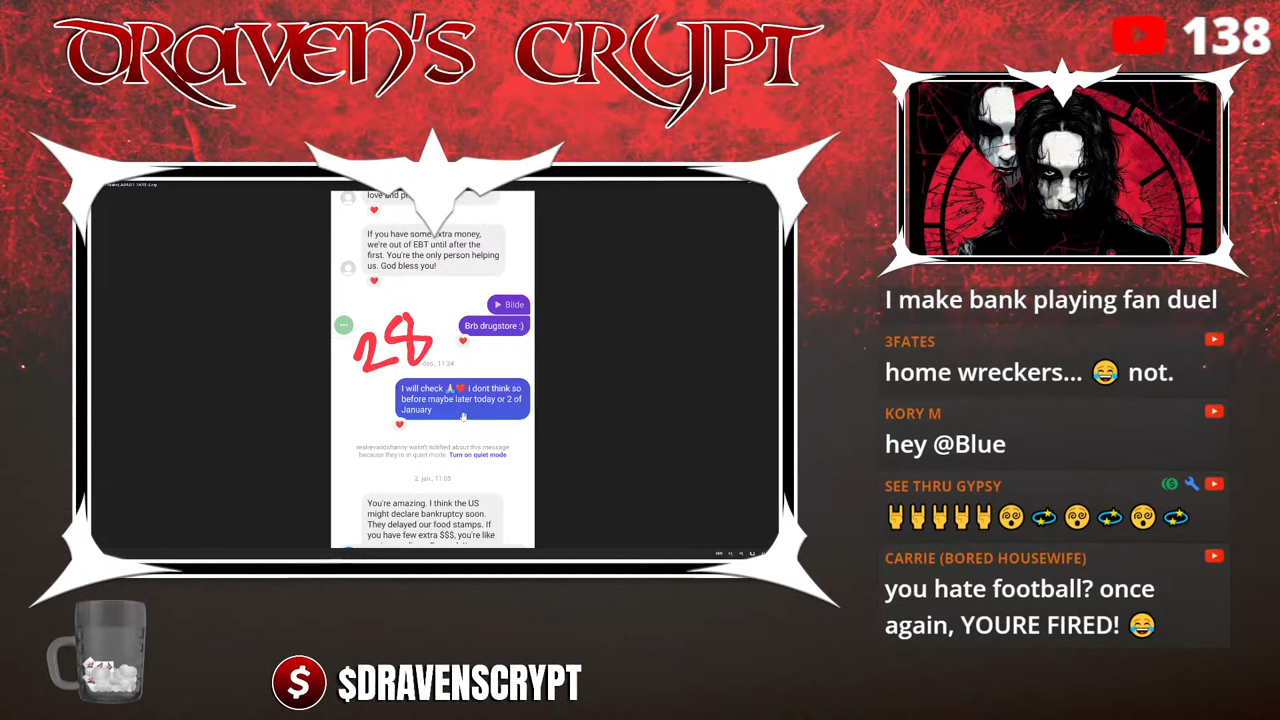 DRAVEN'S CRYPT
138
If you have some extra money,
we're out of EBT until after the
first. You're the only person helping
us. God bless you!
Bilde
Brb drugstore :)
28
des., 11:24
I will check 🙏🏻❤️ i dont think so
before maybe later today or 2 of
January
realrevandshanny wasn't notified about this message
because they're in quiet mode. Turn on quiet mode
2. jan., 11:05
You're amazing. I think the US
might declare bankruptcy soon.
They delayed our food stamps. If
you have few extra $$$, you're like
$DRAVENSCRYPT
I make bank playing fan duel
3FATES
home wreckers... 😂 not.
KORY M
hey @Blue
SEE THRU GYPSY
🤘🤘🤘🤘🤘😵‍💫😵‍💫😵‍💫
CARRIE (BORED HOUSEWIFE)
you hate football? once
again, YOURE FIRED! 😂